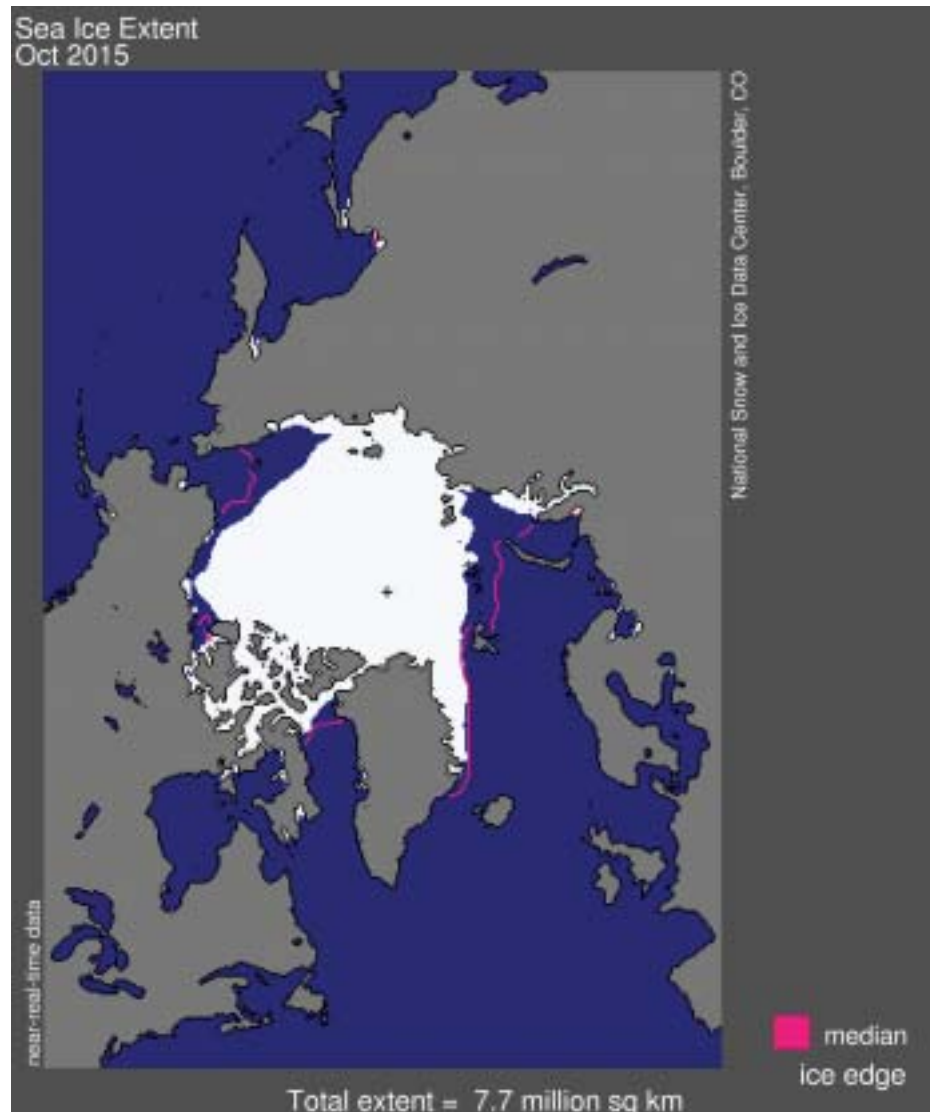 Sea Ice Extent
Oct 2015
National Snow and Ice Data Center, Boulder, CO
near-real-time data
median
ice edge
Total extent = 7.7 million sq km